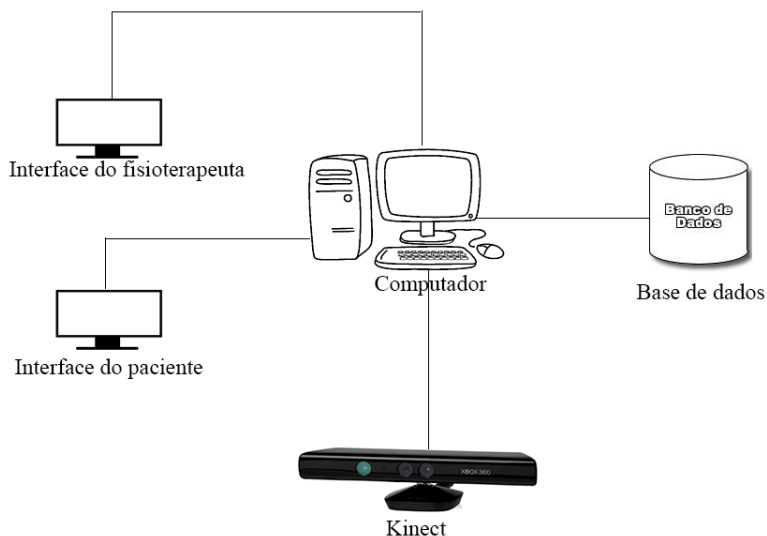 Interface do fisioterapeuta
Banco de
Dados
Computador
Base de dados
Interface do paciente
XBOX 360
Kinect